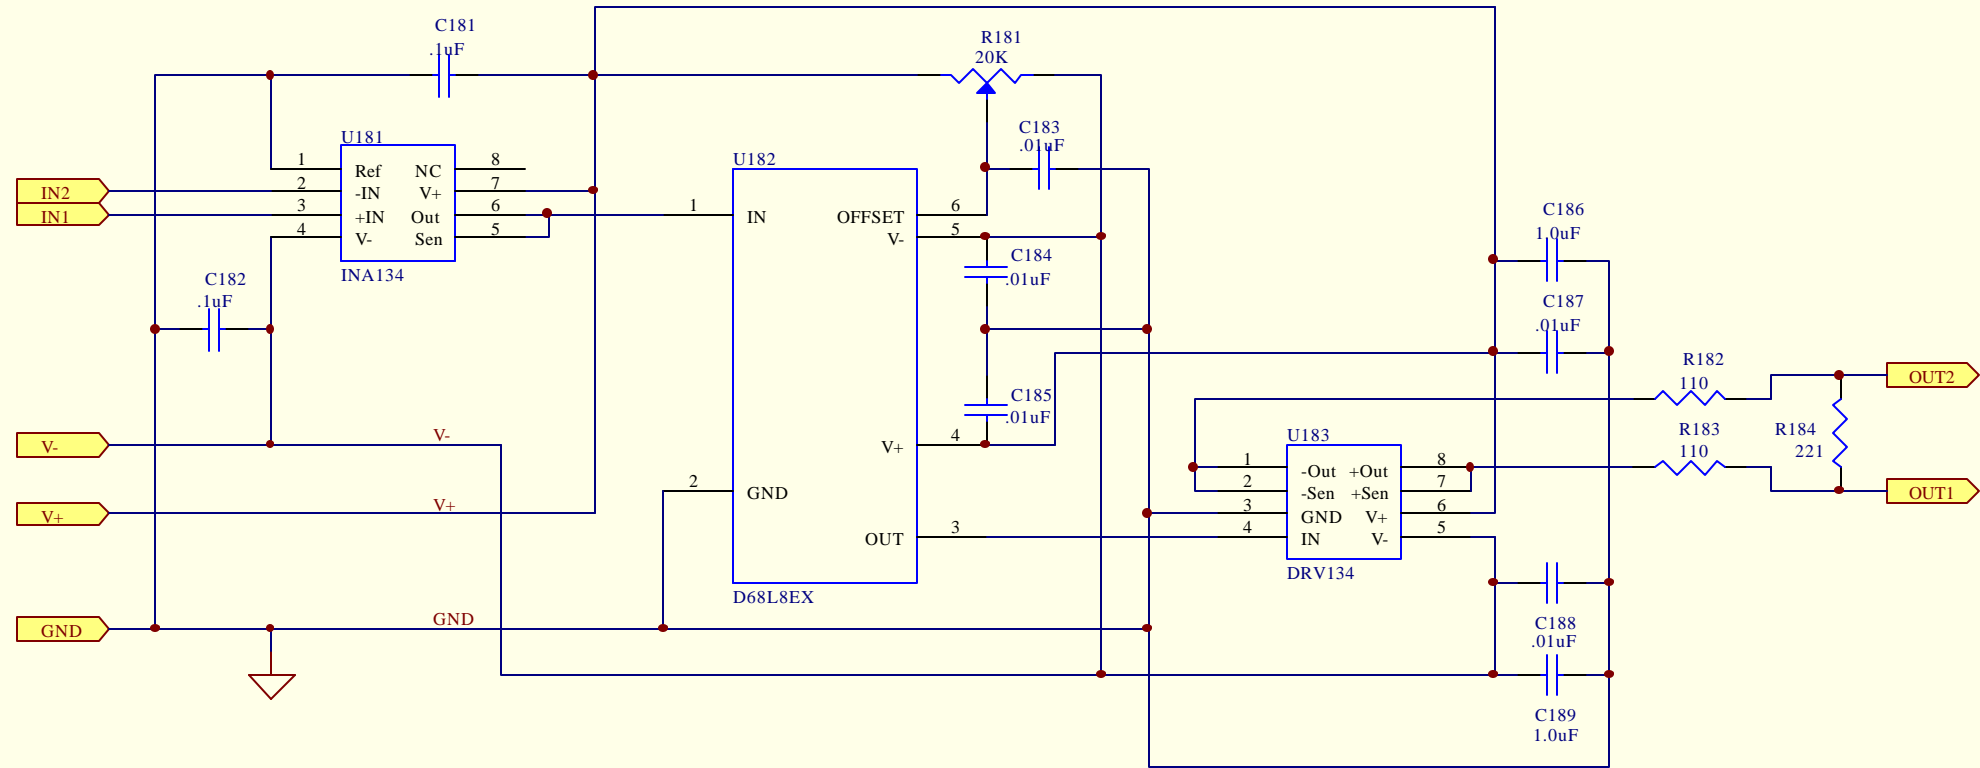 C181
.1uF
R181
20K
C183
.01uF
U181
1 Ref NC 8
2 -IN V+ 7
3 +IN Out 6
4 V- Sen 5
INA134
IN2
IN1
C182
.1uF
U182
1 IN OFFSET 6
V- 5
C184
.01uF
C185
.01uF
V+ 4
2 GND
OUT 3
D68L8EX
C186
1.0uF
C187
.01uF
R182
110
R183
110
R184
221
OUT2
OUT1
U183
1 -Out +Out 8
2 -Sen +Sen 7
3 GND V+ 6
4 IN V- 5
DRV134
C188
.01uF
C189
1.0uF
V- V-
V+ V+
GND GND